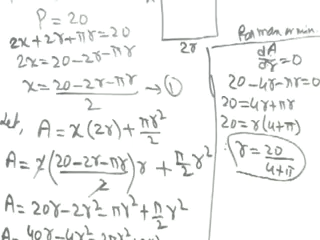 P = 20
2x+2r+πr=20
2x=20-2r-πr
x = (20-2r-πr)/2 → ①
let, A = x(2r) + πr²/2
A = 2(20-2r-πr)/2 r + π/2 r²
A = 20r-2r²-πr²+π/2 r²
2r
For max or min.
dA/dr = 0
20-4r-πr=0
20=4r+πr
20=r(4+π)
r = 20/(4+π)